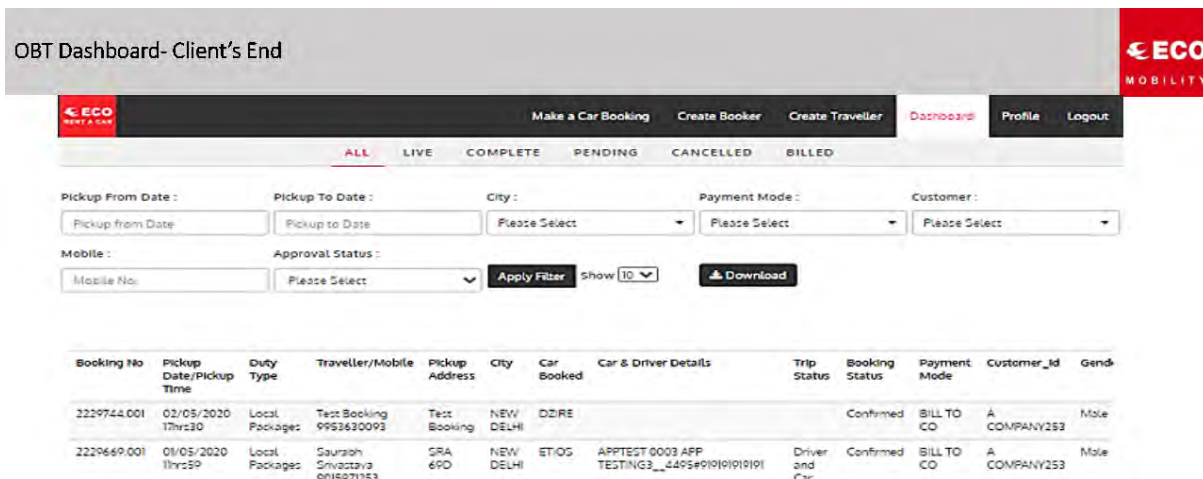 OBT Dashboard- Client's End
ECO
MOBILITY
ECO
RENT A CAR
Make a Car Booking Create Booker Create Traveller Dashboard Profile Logout
ALL LIVE COMPLETE PENDING CANCELLED BILLED
Pickup From Date : Pickup To Date : City : Payment Mode : Customer :
Pickup from Date Pickup to Date Please Select Please Select Please Select
Mobile : Approval Status :
Mobile No. Please Select Apply Filter Show 10 Download
Booking No Pickup Duty Traveller/Mobile Pickup City Car Car & Driver Details Trip Booking Payment Customer_Id Gend
Date/Pickup Type Address Booked Status Status Mode
Time
2229744.001 02/05/2020 Local Test Booking Test NEW DZIRE Confirmed BILL TO A Male
17hrs30 Packages 9953630093 Booking DELHI CO COMPANY253
2229669.001 01/05/2020 Local Saurabh SRA NEW ETIOS APPTEST 0003 APP Driver Confirmed BILL TO A Male
11hrs59 Packages Srivastava 69D DELHI TESTING3__4495#919191919191 and CO COMPANY253
9015971253 Car